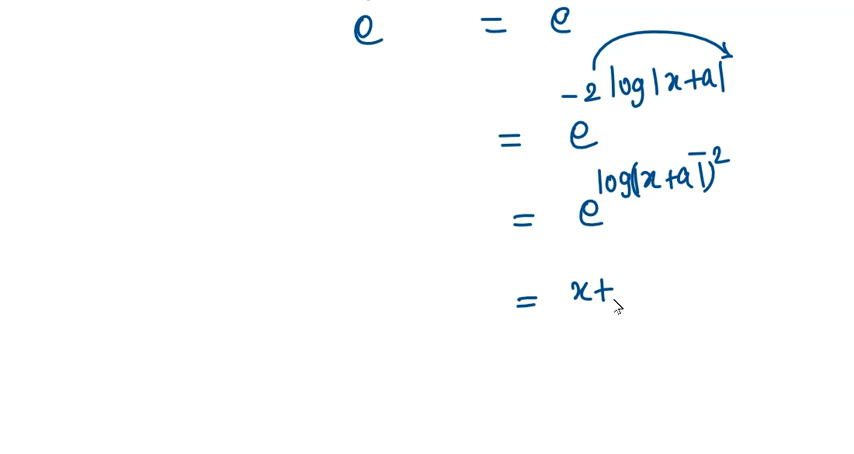 e = e
= e^{-2 log|x+a|}
= e^{log(|x+a|)^{-2}}
= x+